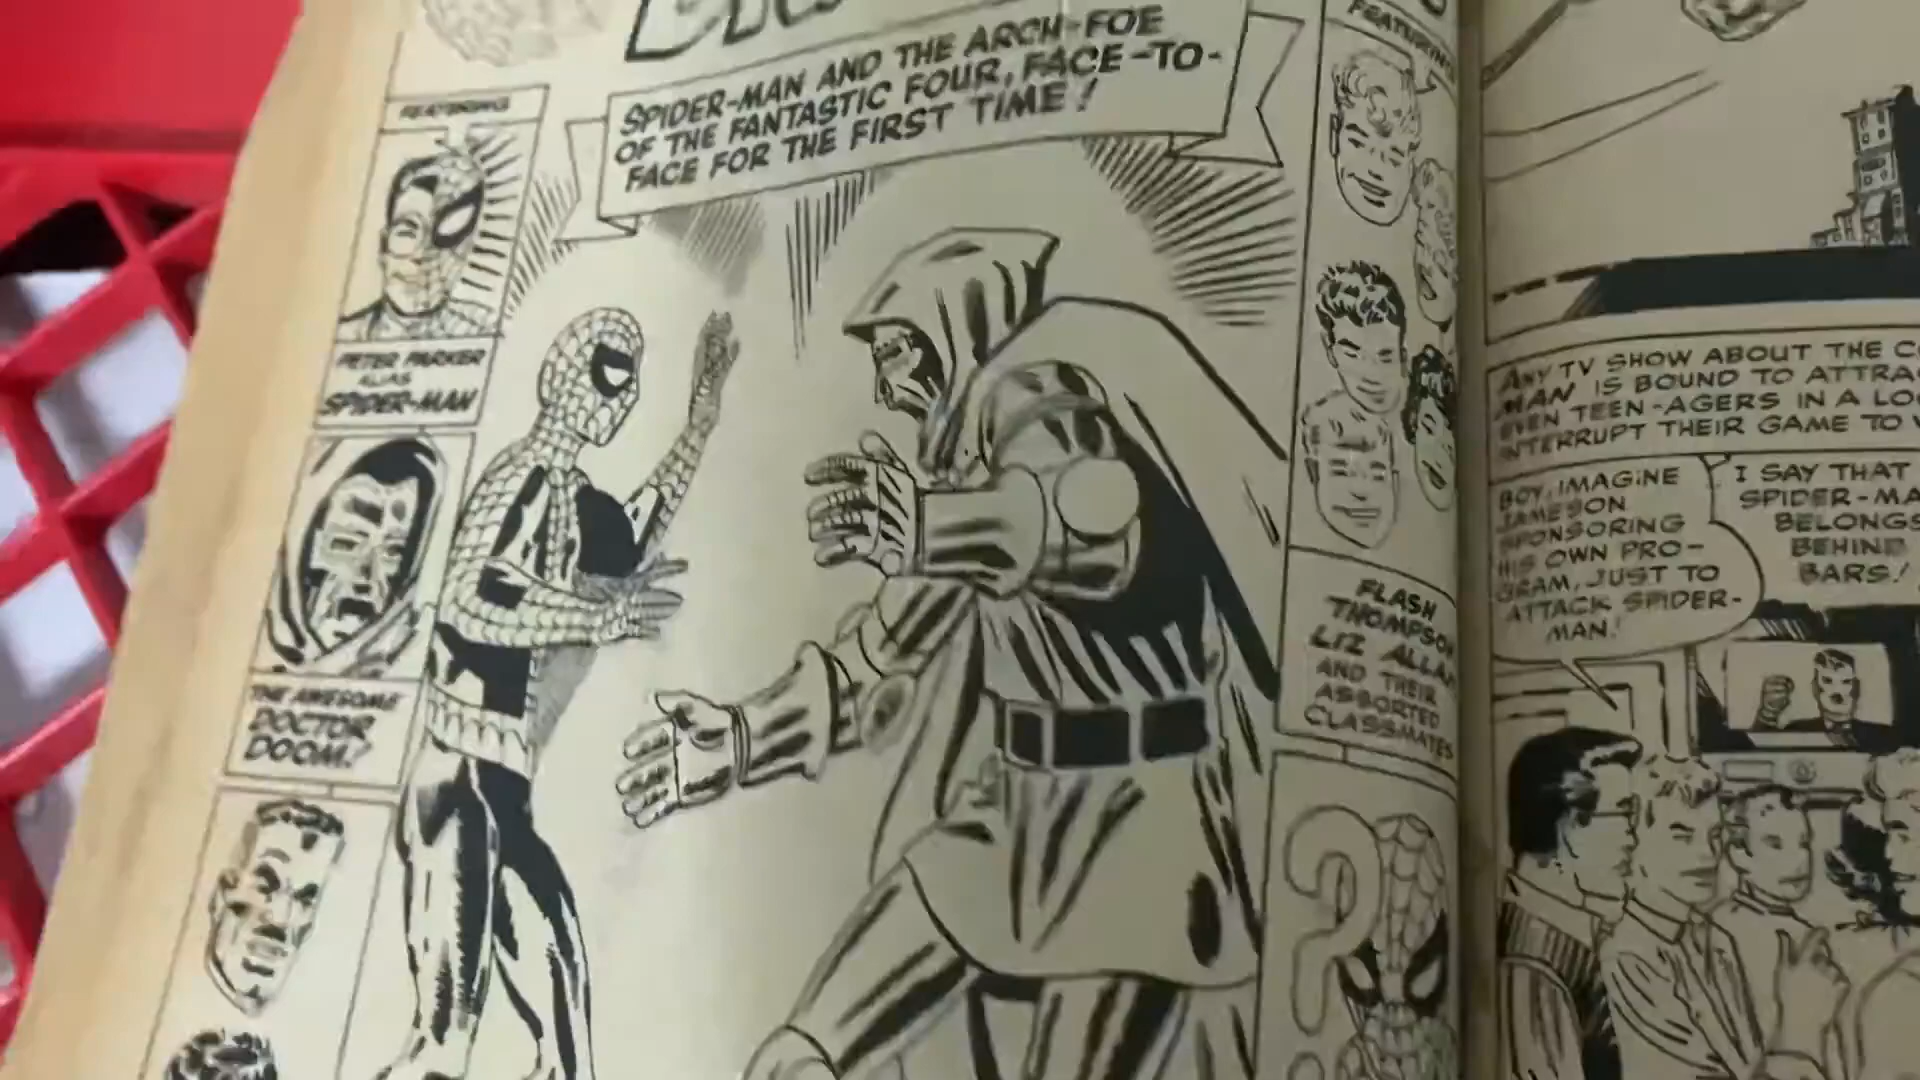 SPIDER-MAN AND THE ARCH-FOE
OF THE FANTASTIC FOUR, FACE-TO-
FACE FOR THE FIRST TIME!
FEATURING
PETER PARKER
ALIAS
SPIDER-MAN
THE AWESOME
DOCTOR
DOOM!
FEATURING
FLASH
THOMPSON
LIZ ALLAN
AND THEIR
ASSORTED
CLASSMATES
?
ANY TV SHOW ABOUT THE
MAN IS BOUND TO
EVEN TEEN-AGERS IN A
INTERRUPT THEIR GAME TO
BOY, IMAGINE
JAMESON
SPONSORING
HIS OWN PRO-
GRAM, JUST TO
ATTACK SPIDER-
MAN!
I SAY THAT
SPIDER-MA
BELONGS
BEHIND
BARS!